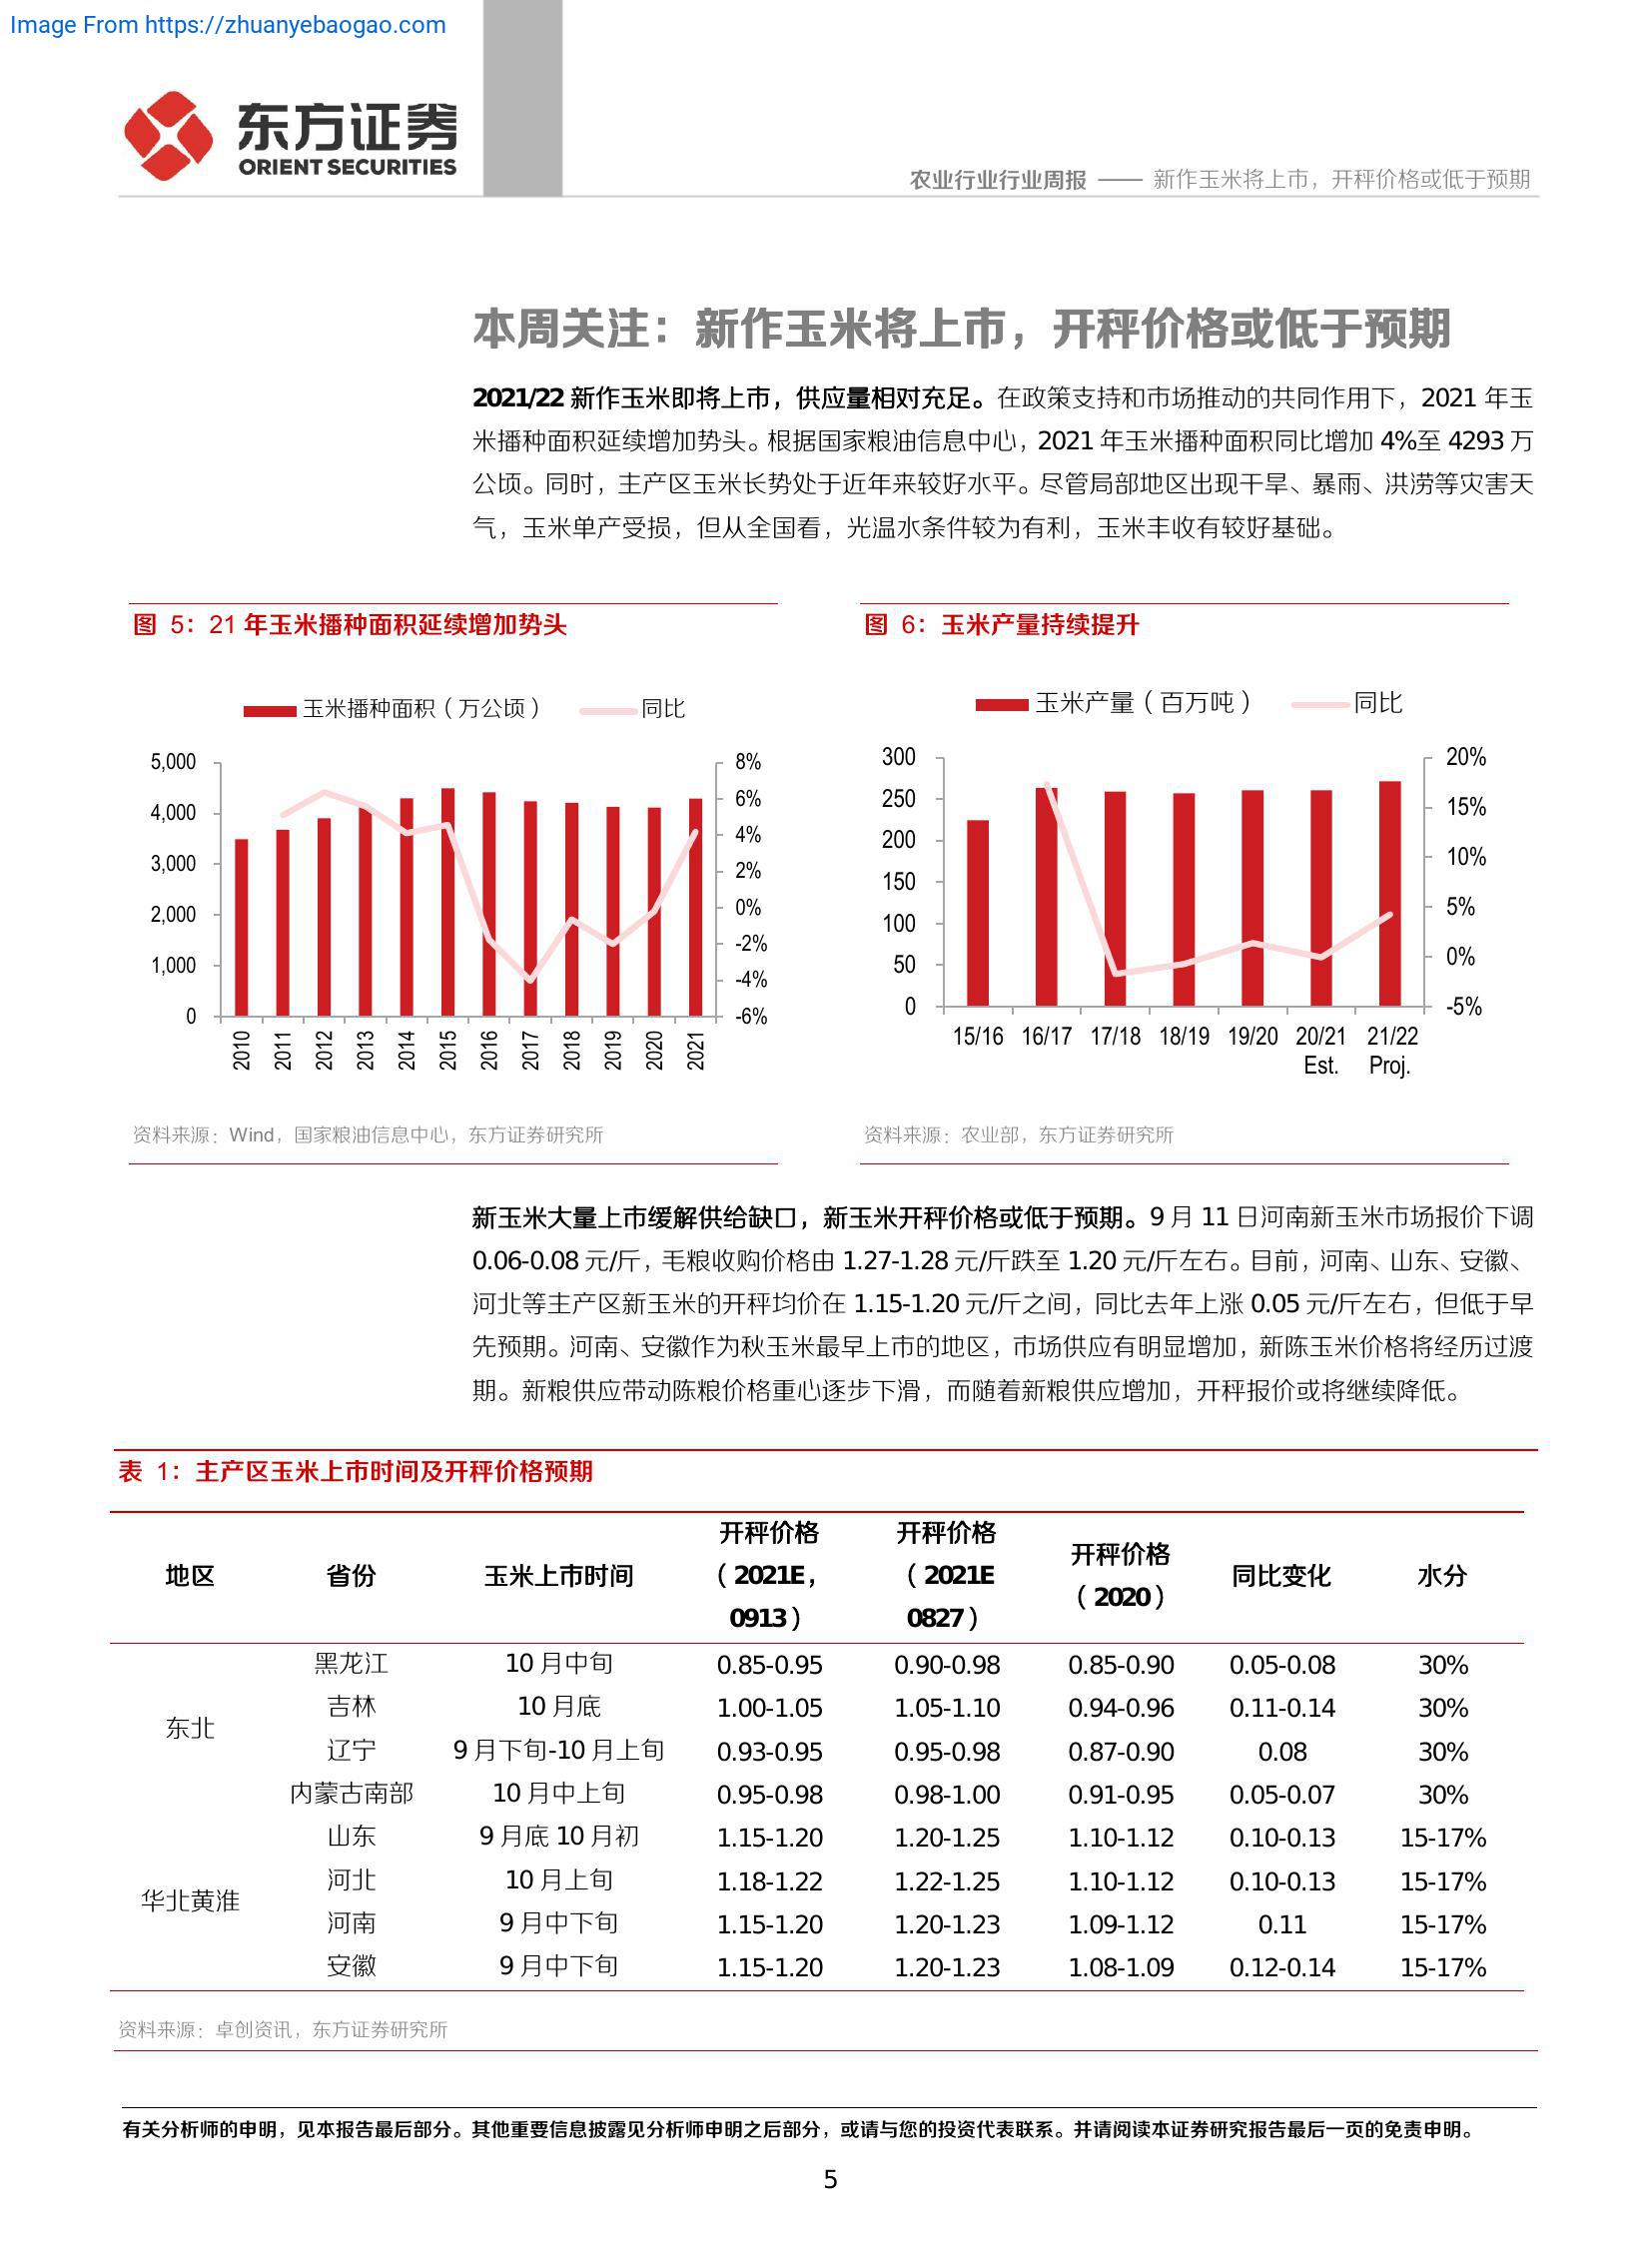 Image From https://zhuanyebaogao.com
东方证券
ORIENT SECURITIES
农业行业行业周报 —— 新作玉米将上市，开秤价格或低于预期
本周关注：新作玉米将上市，开秤价格或低于预期
2021/22 新作玉米即将上市，供应量相对充足。在政策支持和市场推动的共同作用下，2021 年玉
米播种面积延续增加势头。根据国家粮油信息中心，2021 年玉米播种面积同比增加 4%至 4293 万
公顷。同时，主产区玉米长势处于近年来较好水平。尽管局部地区出现干旱、暴雨、洪涝等灾害天
气，玉米单产受损，但从全国看，光温水条件较为有利，玉米丰收有较好基础。
图 5：21 年玉米播种面积延续增加势头
玉米播种面积（万公顷） 同比
5,000 8%
6%
4,000
4%
3,000
2%
2,000 0%
-2%
1,000
-4%
0 -6%
2010 2011 2012 2013 2014 2015 2016 2017 2018 2019 2020 2021
资料来源：Wind，国家粮油信息中心，东方证券研究所
图 6：玉米产量持续提升
玉米产量（百万吨） 同比
300 20%
250 15%
200
10%
150
100 5%
50 0%
0 -5%
15/16 16/17 17/18 18/19 19/20 20/21 21/22
Est. Proj.
资料来源：农业部，东方证券研究所
新玉米大量上市缓解供给缺口，新玉米开秤价格或低于预期。9 月 11 日河南新玉米市场报价下调
0.06-0.08 元/斤，毛粮收购价格由 1.27-1.28 元/斤跌至 1.20 元/斤左右。目前，河南、山东、安徽、
河北等主产区新玉米的开秤均价在 1.15-1.20 元/斤之间，同比去年上涨 0.05 元/斤左右，但低于早
先预期。河南、安徽作为秋玉米最早上市的地区，市场供应有明显增加，新陈玉米价格将经历过渡
期。新粮供应带动陈粮价格重心逐步下滑，而随着新粮供应增加，开秤报价或将继续降低。
表 1：主产区玉米上市时间及开秤价格预期
地区 省份 玉米上市时间 开秤价格（2021E，0913） 开秤价格（2021E 0827） 开秤价格（2020） 同比变化 水分
东北 黑龙江 10 月中旬 0.85-0.95 0.90-0.98 0.85-0.90 0.05-0.08 30%
吉林 10 月底 1.00-1.05 1.05-1.10 0.94-0.96 0.11-0.14 30%
辽宁 9 月下旬-10 月上旬 0.93-0.95 0.95-0.98 0.87-0.90 0.08 30%
内蒙古南部 10 月中上旬 0.95-0.98 0.98-1.00 0.91-0.95 0.05-0.07 30%
华北黄淮 山东 9 月底 10 月初 1.15-1.20 1.20-1.25 1.10-1.12 0.10-0.13 15-17%
河北 10 月上旬 1.18-1.22 1.22-1.25 1.10-1.12 0.10-0.13 15-17%
河南 9 月中下旬 1.15-1.20 1.20-1.23 1.09-1.12 0.11 15-17%
安徽 9 月中下旬 1.15-1.20 1.20-1.23 1.08-1.09 0.12-0.14 15-17%
资料来源：卓创资讯，东方证券研究所
有关分析师的申明，见本报告最后部分。其他重要信息披露见分析师申明之后部分，或请与您的投资代表联系。并请阅读本证券研究报告最后一页的免责申明。
5